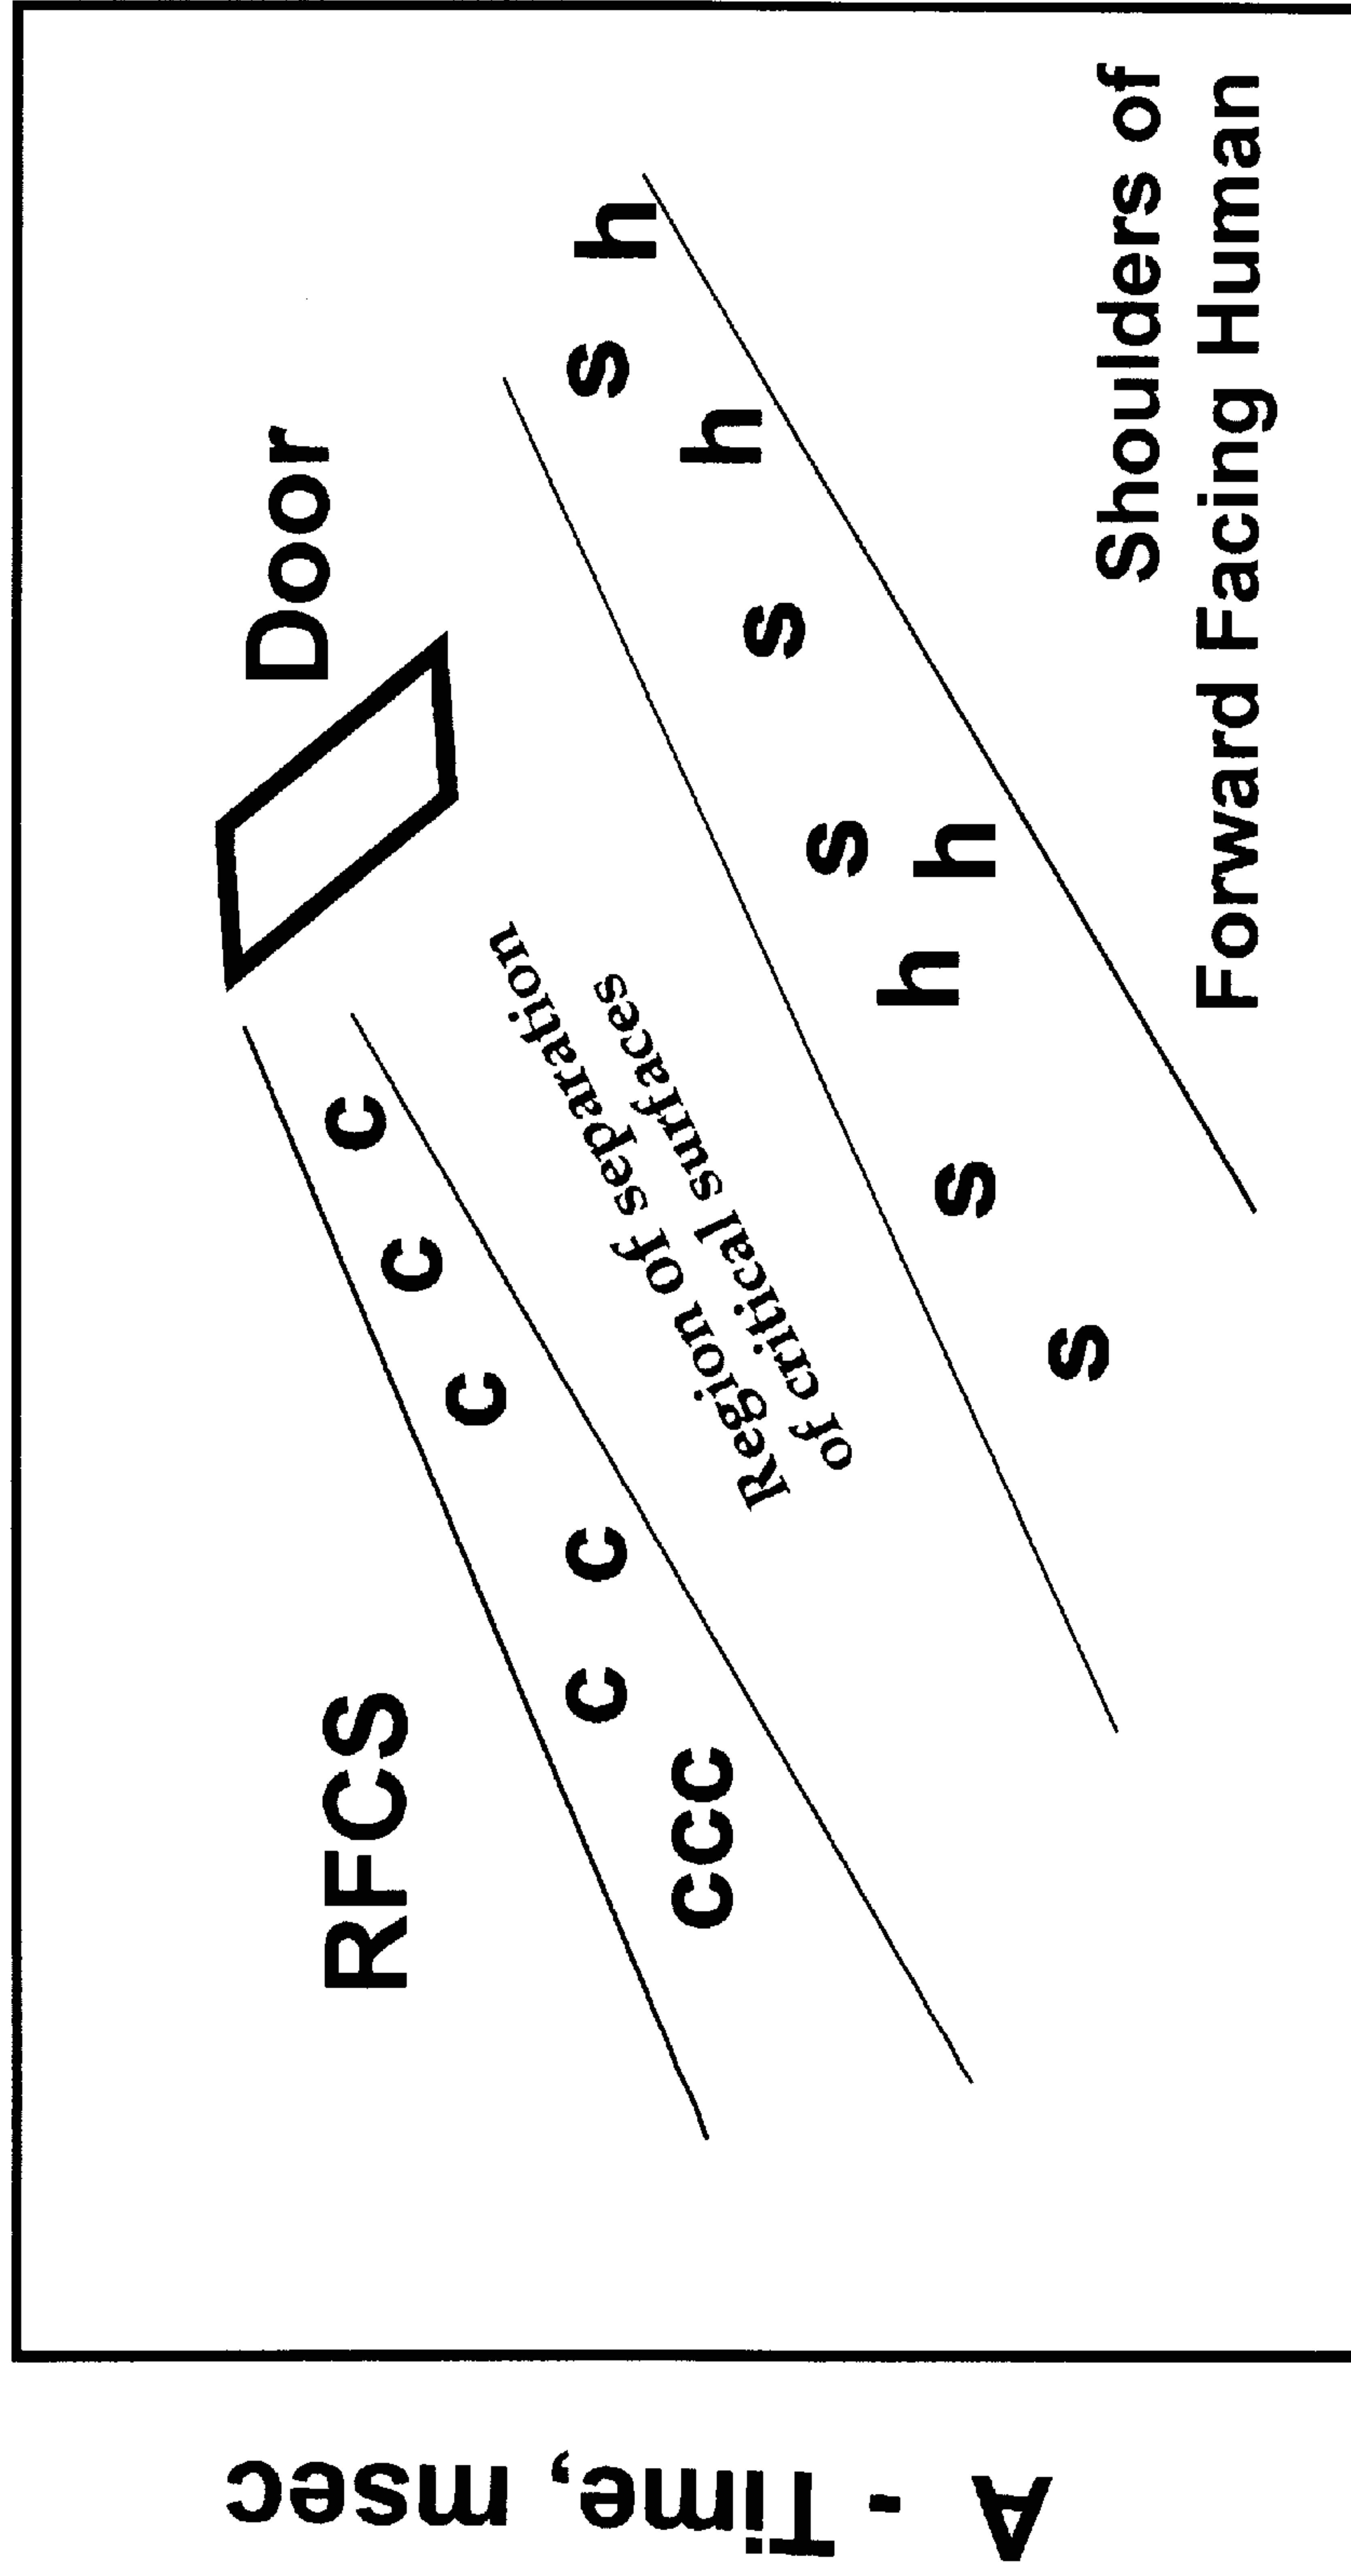 A - Time, msec
Door
RFCS
c
c
c
c c
ccc
Region of separation
of critical surfaces
s h
h
s
s
h h
s
s
Shoulders of
Forward Facing Human